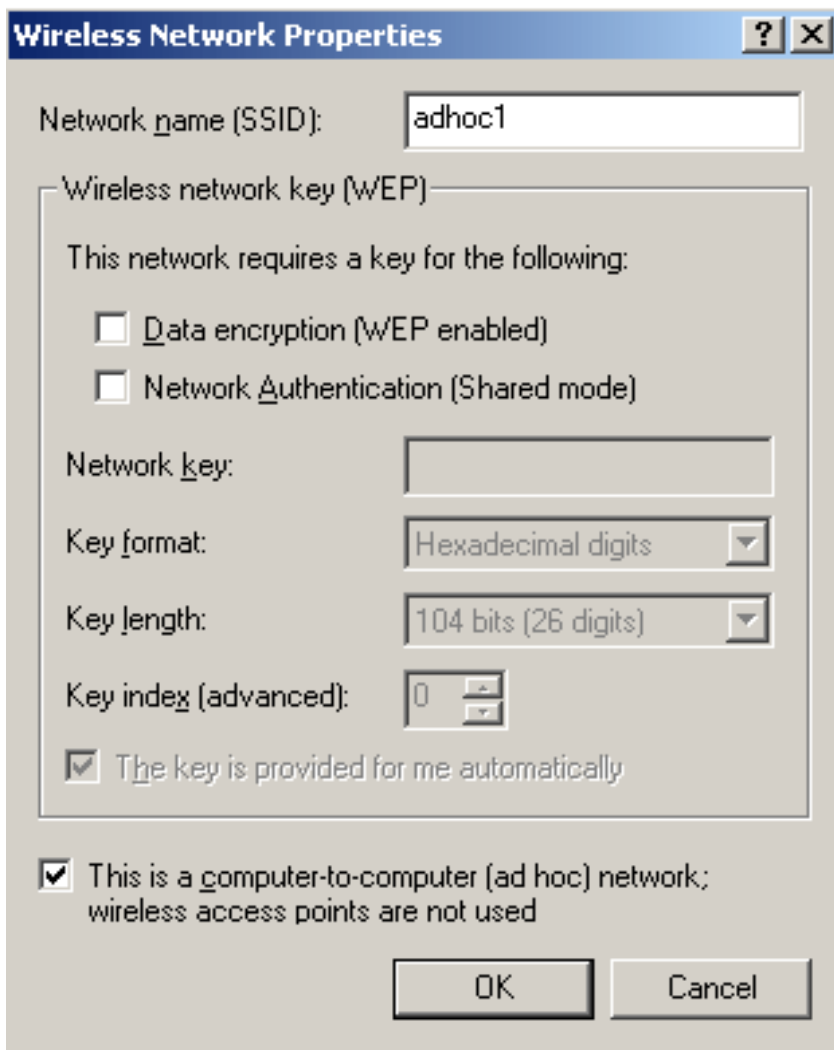 Wireless Network Properties
Network name (SSID): adhoc1
Wireless network key (WEP)
This network requires a key for the following:
Data encryption (WEP enabled)
Network Authentication (Shared mode)
Network key:
Key format: Hexadecimal digits
Key length: 104 bits (26 digits)
Key index (advanced): 0
The key is provided for me automatically
This is a computer-to-computer (ad hoc) network;
wireless access points are not used
OK Cancel